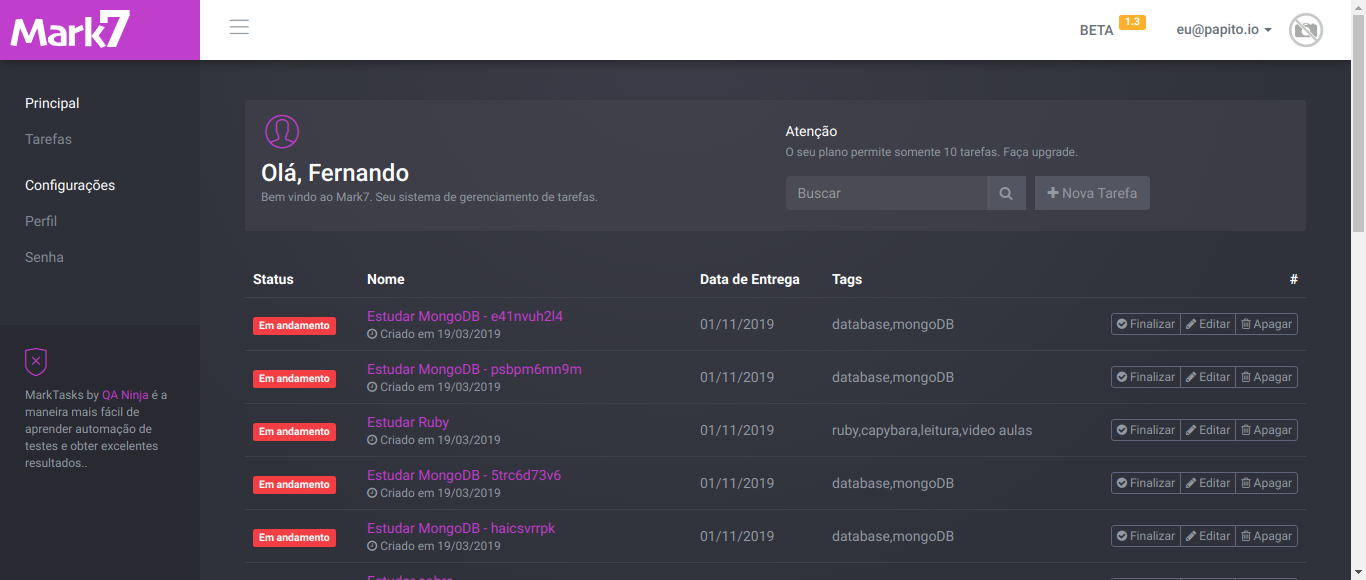 Mark7
BETA 1.3
eu@papito.io
Principal
Tarefas
Configurações
Perfil
Senha
MarkTasks by QA Ninja é a
maneira mais fácil de
aprender automação de
testes e obter excelentes
resultados..
Olá, Fernando
Bem vindo ao Mark7. Seu sistema de gerenciamento de tarefas.
Atenção
O seu plano permite somente 10 tarefas. Faça upgrade.
Buscar
Nova Tarefa
Status Nome Data de Entrega Tags #
Em andamento Estudar MongoDB - e41nvuh2l4 01/11/2019 database,mongoDB Finalizar Editar Apagar
Criado em 19/03/2019
Em andamento Estudar MongoDB - psbpm6mn9m 01/11/2019 database,mongoDB Finalizar Editar Apagar
Criado em 19/03/2019
Em andamento Estudar Ruby 01/11/2019 ruby,capybara,leitura,video aulas Finalizar Editar Apagar
Criado em 19/03/2019
Em andamento Estudar MongoDB - 5trc6d73v6 01/11/2019 database,mongoDB Finalizar Editar Apagar
Criado em 19/03/2019
Em andamento Estudar MongoDB - haicsvrrpk 01/11/2019 database,mongoDB Finalizar Editar Apagar
Criado em 19/03/2019